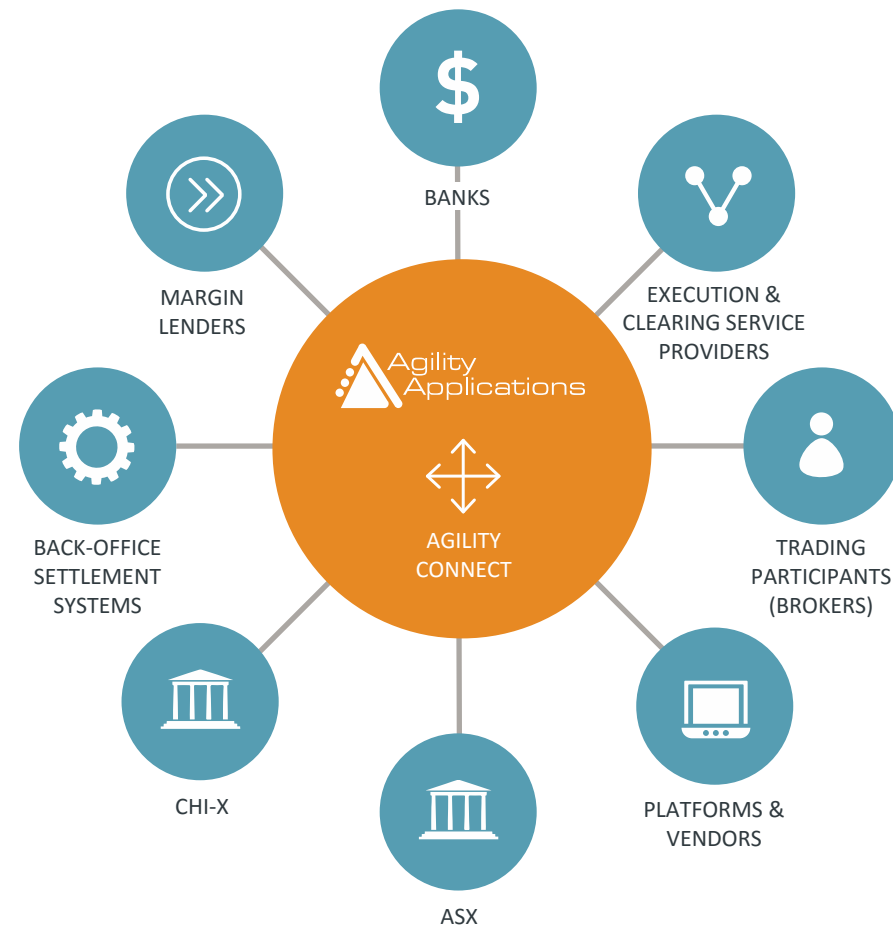 $
BANKS
MARGIN
LENDERS
EXECUTION &
CLEARING SERVICE
PROVIDERS
Agility
Applications
BACK-OFFICE
SETTLEMENT
SYSTEMS
AGILITY
CONNECT
TRADING
PARTICIPANTS
(BROKERS)
CHI-X
PLATFORMS &
VENDORS
ASX